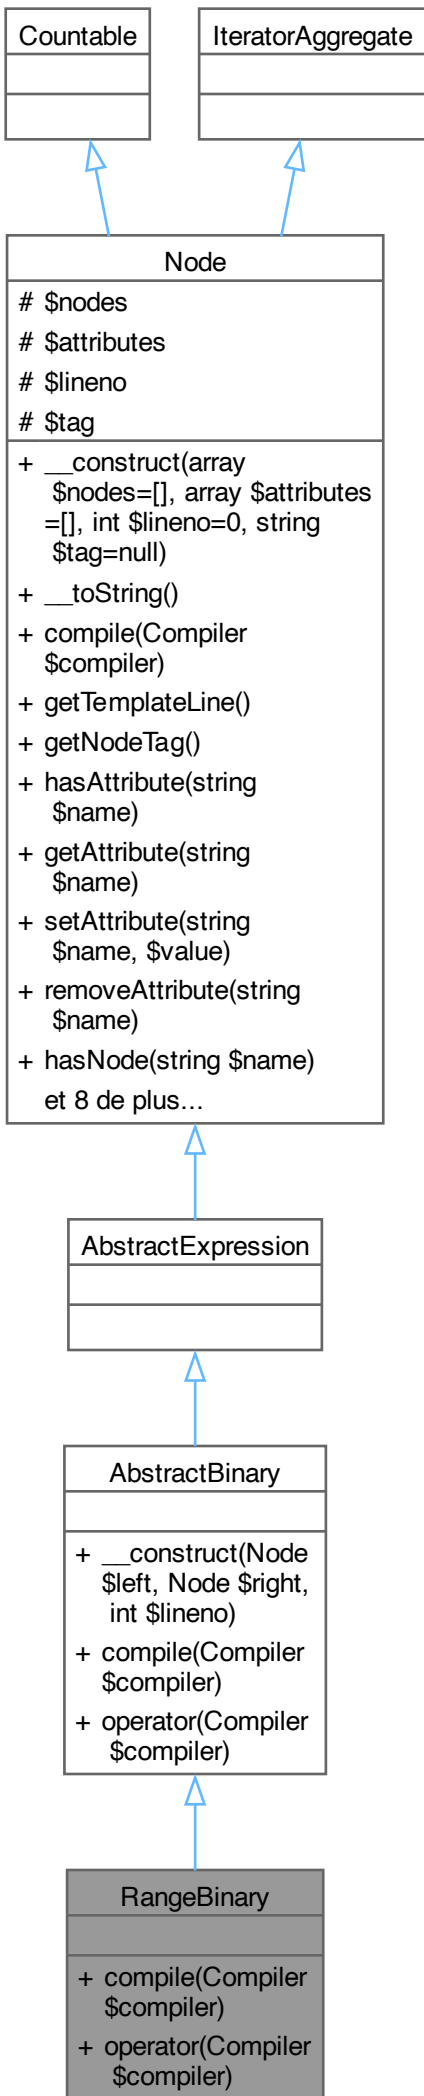 Countable
IteratorAggregate
Node
# $nodes
# $attributes
# $lineno
# $tag
+ __construct(array
$nodes=[], array $attributes
=[], int $lineno=0, string
$tag=null)
+ __toString()
+ compile(Compiler
$compiler)
+ getTemplateLine()
+ getNodeTag()
+ hasAttribute(string
$name)
+ getAttribute(string
$name)
+ setAttribute(string
$name, $value)
+ removeAttribute(string
$name)
+ hasNode(string $name)
et 8 de plus...
AbstractExpression
AbstractBinary
+ __construct(Node
$left, Node $right,
int $lineno)
+ compile(Compiler
$compiler)
+ operator(Compiler
$compiler)
RangeBinary
+ compile(Compiler
$compiler)
+ operator(Compiler
$compiler)